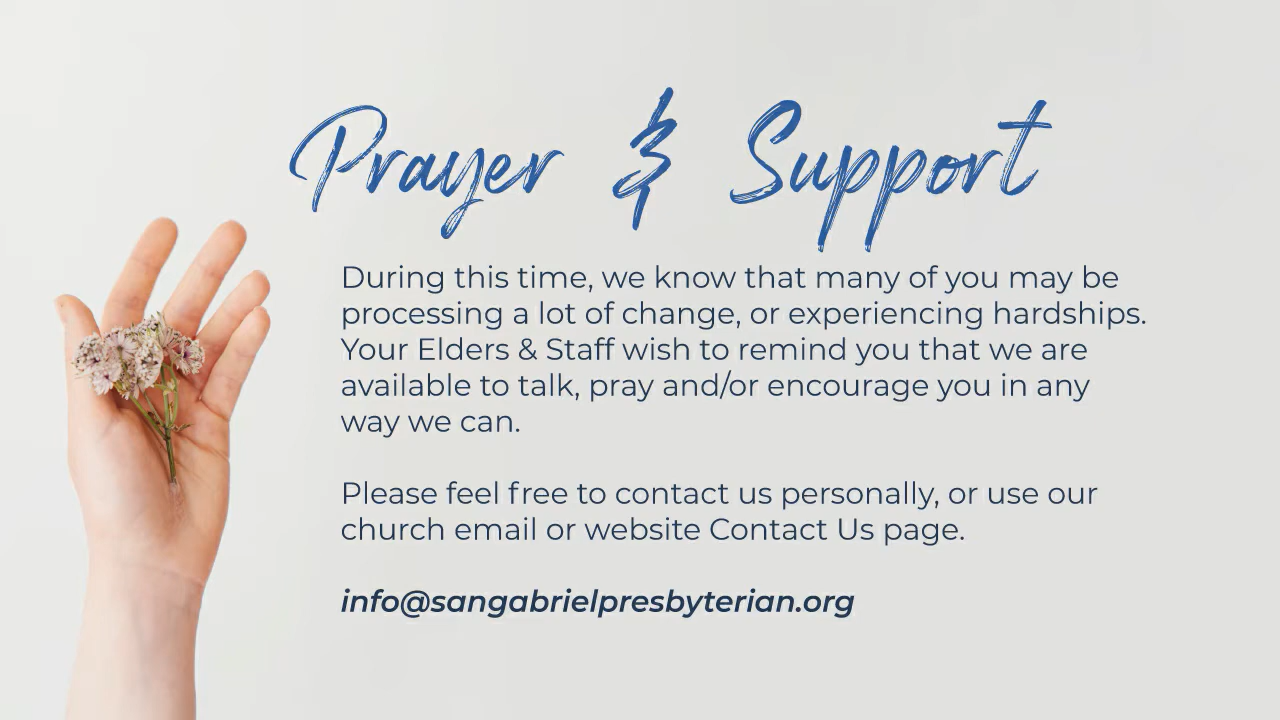 Prayer & Support
During this time, we know that many of you may be
processing a lot of change, or experiencing hardships.
Your Elders & Staff wish to remind you that we are
available to talk, pray and/or encourage you in any
way we can.
Please feel free to contact us personally, or use our
church email or website Contact Us page.
info@sangabrielpresbyterian.org